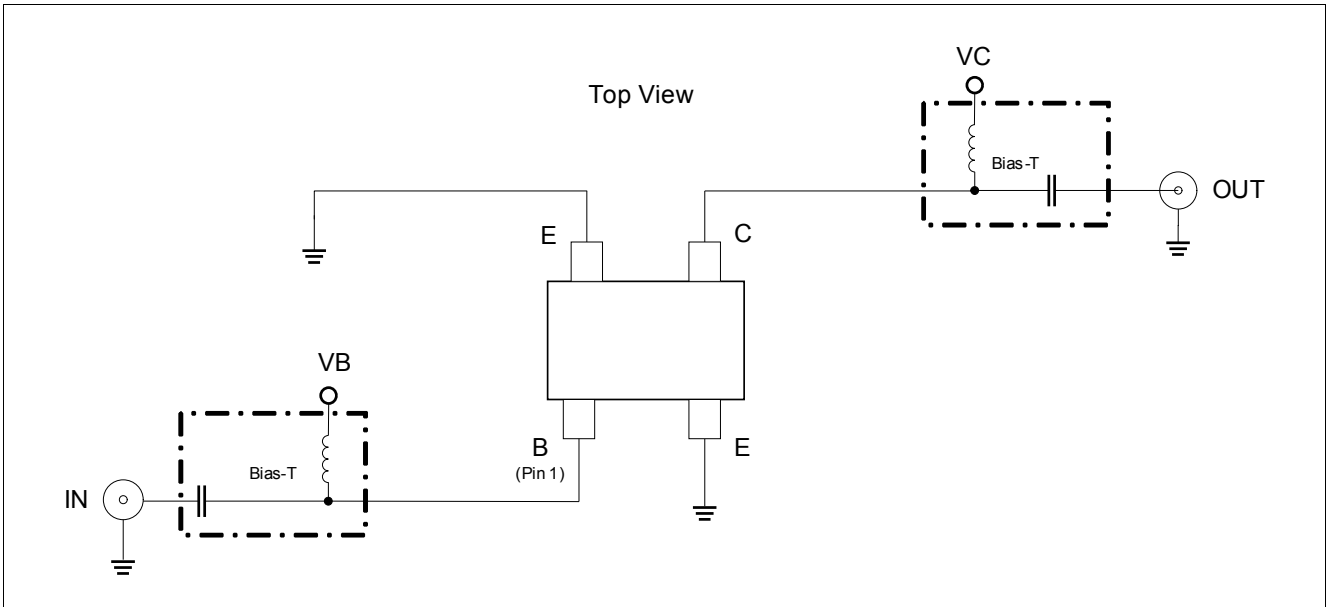 VC
Top View
Bias-T
OUT
E
C
VB
B
E
(Pin 1)
Bias-T
IN